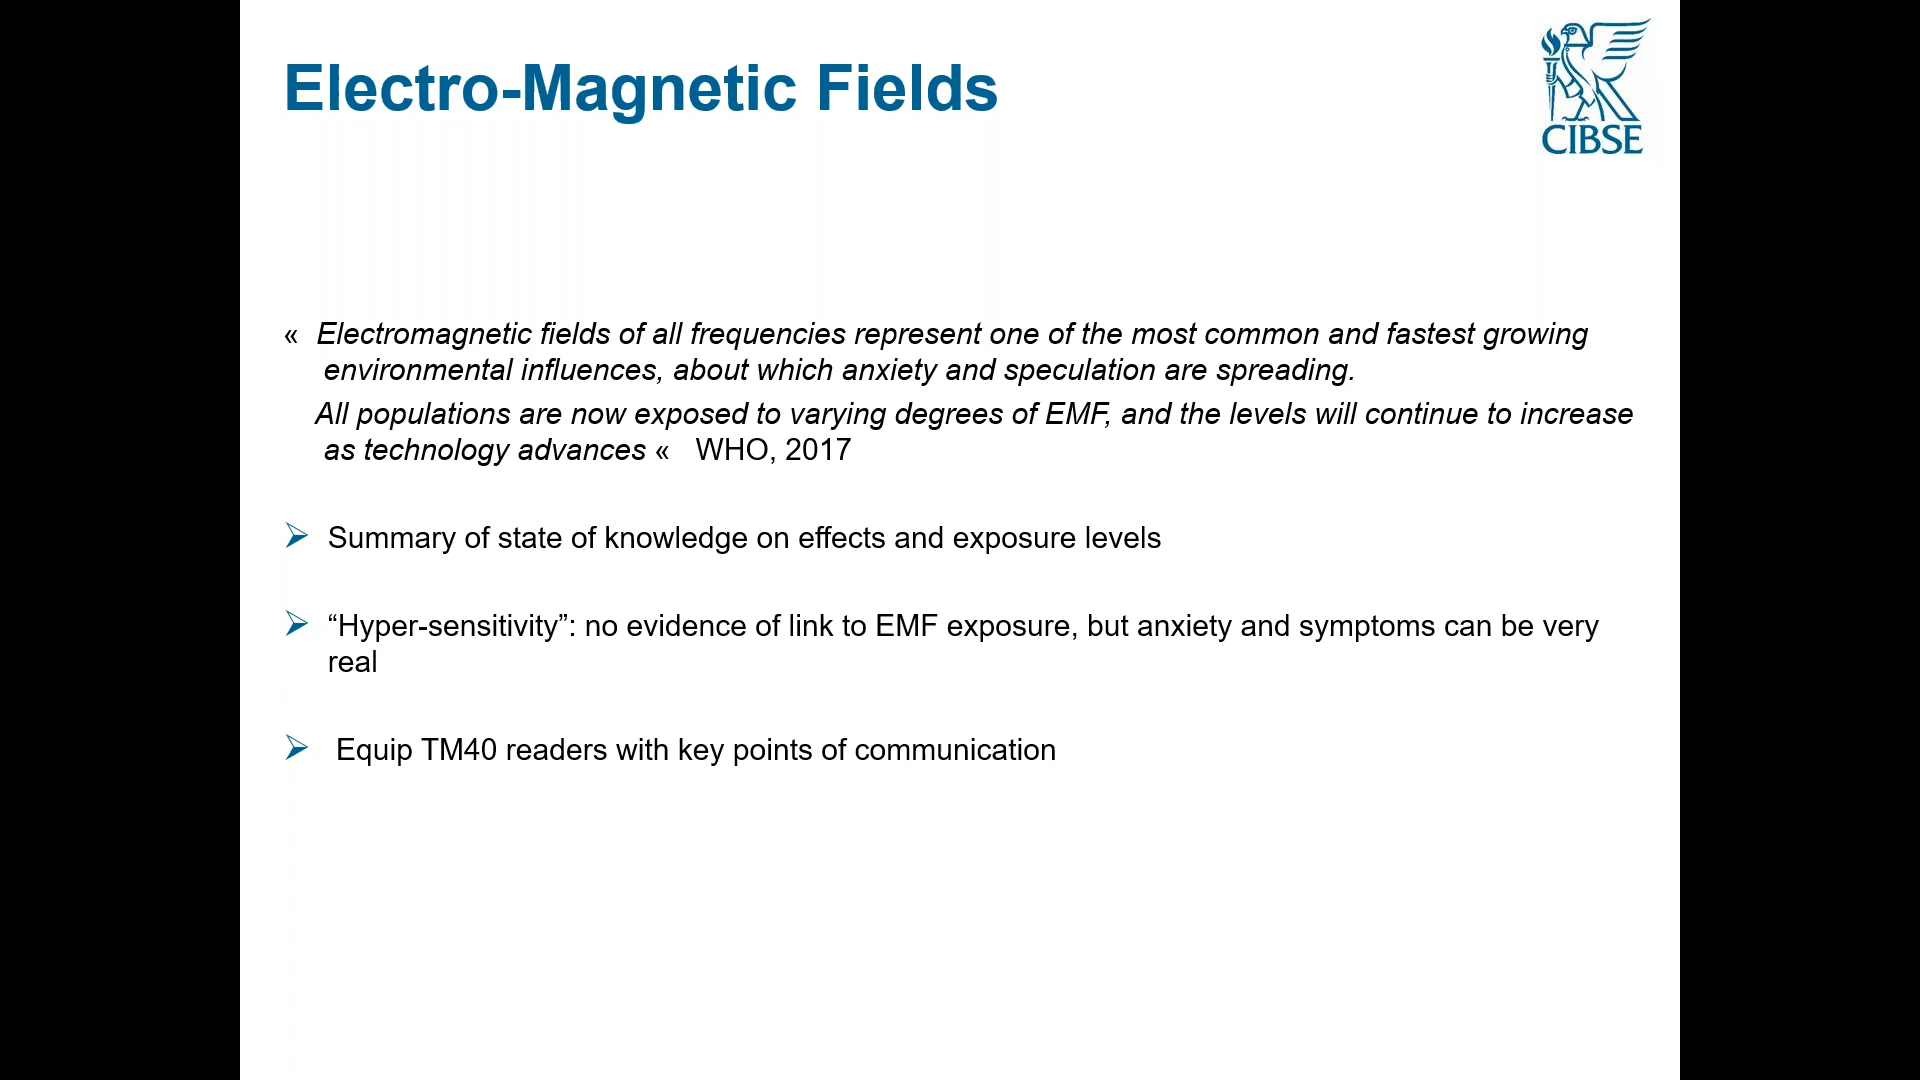 Electro-Magnetic Fields
CIBSE
« Electromagnetic fields of all frequencies represent one of the most common and fastest growing
environmental influences, about which anxiety and speculation are spreading.
All populations are now exposed to varying degrees of EMF, and the levels will continue to increase
as technology advances « WHO, 2017
Summary of state of knowledge on effects and exposure levels
“Hyper-sensitivity”: no evidence of link to EMF exposure, but anxiety and symptoms can be very
real
Equip TM40 readers with key points of communication